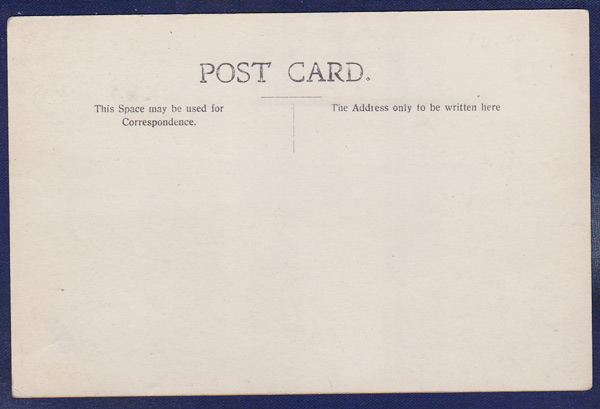 POST CARD.
This Space may be used for
Correspondence.
The Address only to be written here